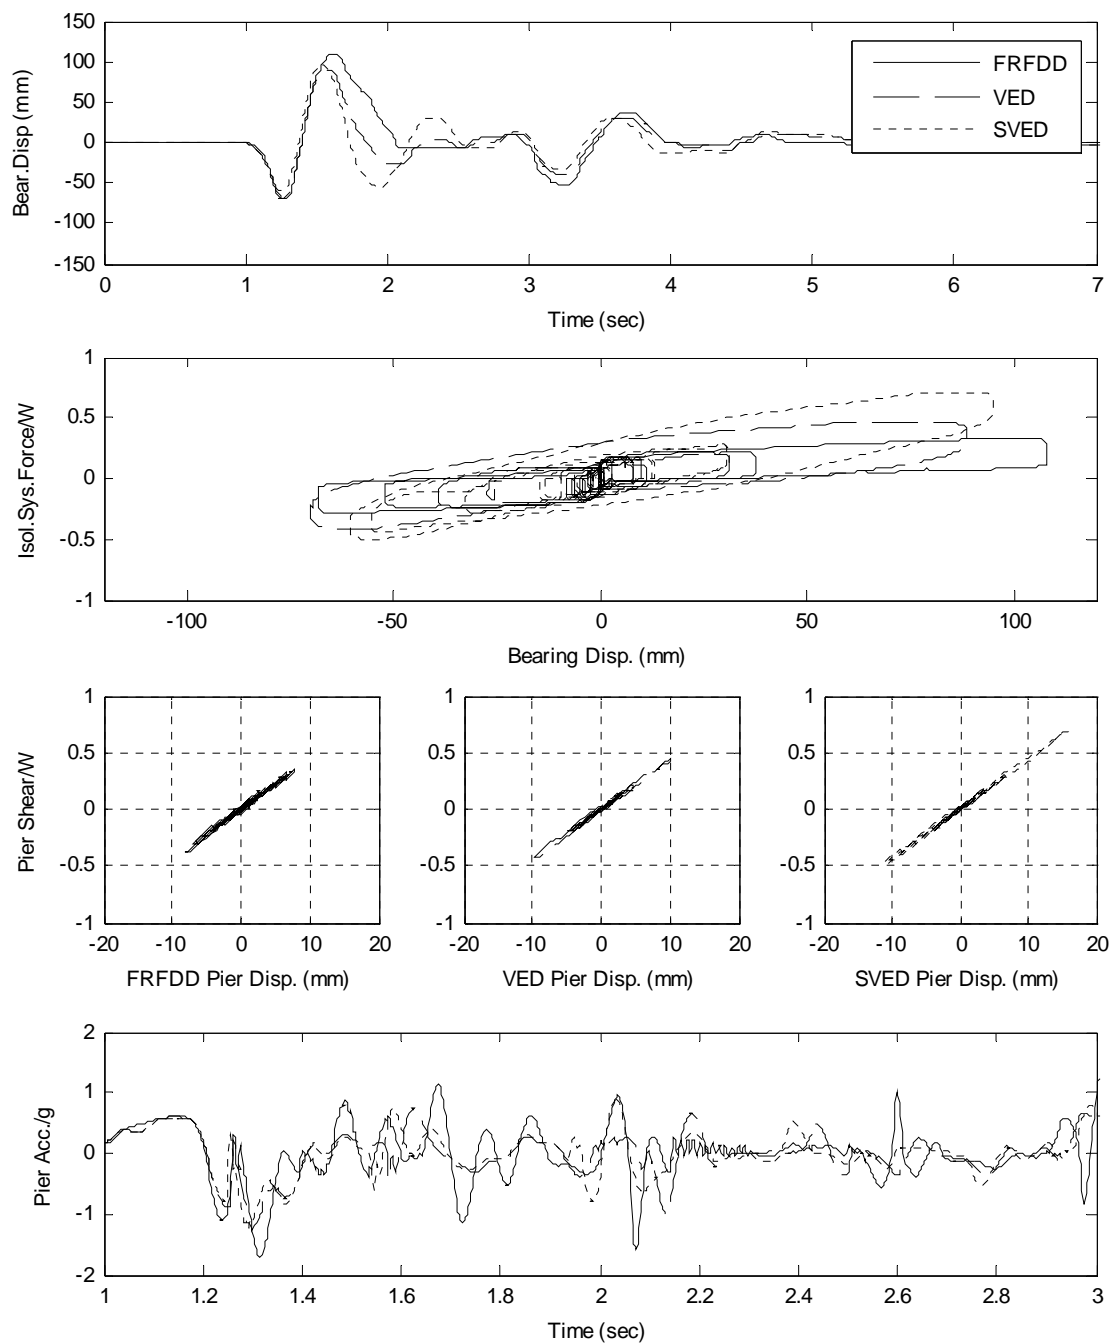 150
100
50
0
-50
-100
-150
Bear.Disp (mm)
FRFDD
VED
SVED
0 1 2 3 4 5 6 7
Time (sec)
1
0.5
0
-0.5
-1
Isol.Sys.Force/W
-100 -50 0 50 100
Bearing Disp. (mm)
1
0.5
0
-0.5
-1
Pier Shear/W
-20 -10 0 10 20
FRFDD Pier Disp. (mm)
1
0.5
0
-0.5
-1
-20 -10 0 10 20
VED Pier Disp. (mm)
1
0.5
0
-0.5
-1
-20 -10 0 10 20
SVED Pier Disp. (mm)
2
1
0
-1
-2
Pier Acc./g
1 1.2 1.4 1.6 1.8 2 2.2 2.4 2.6 2.8 3
Time (sec)